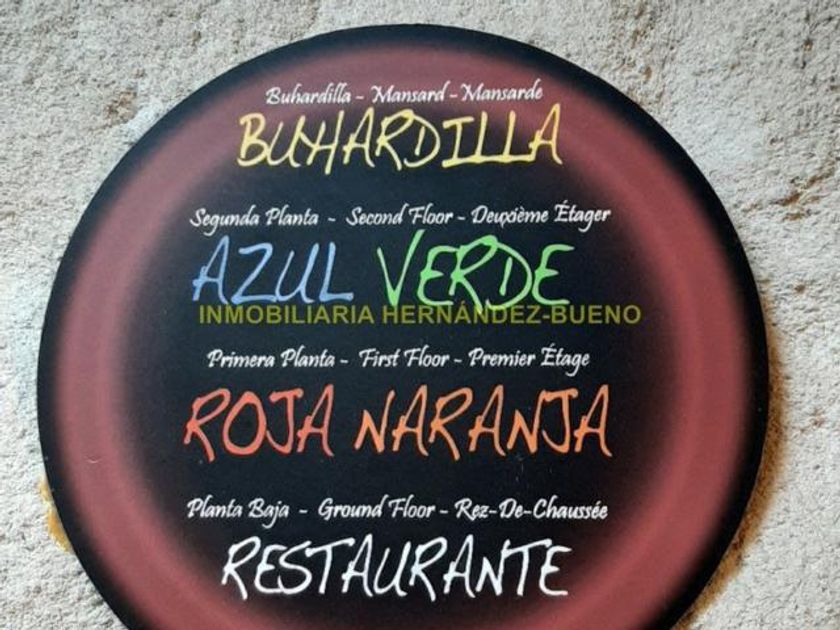 Buhardilla - Mansard - Mansarde
BUHARDILLA
Segunda Planta - Second Floor - Deuxième Étager
AZUL VERDE
INMOBILIARIA HERNÁNDEZ-BUENO
Primera Planta - First Floor - Premier Étage
ROJA NARANJA
Planta Baja - Ground Floor - Rez-De-Chaussée
RESTAURANTE